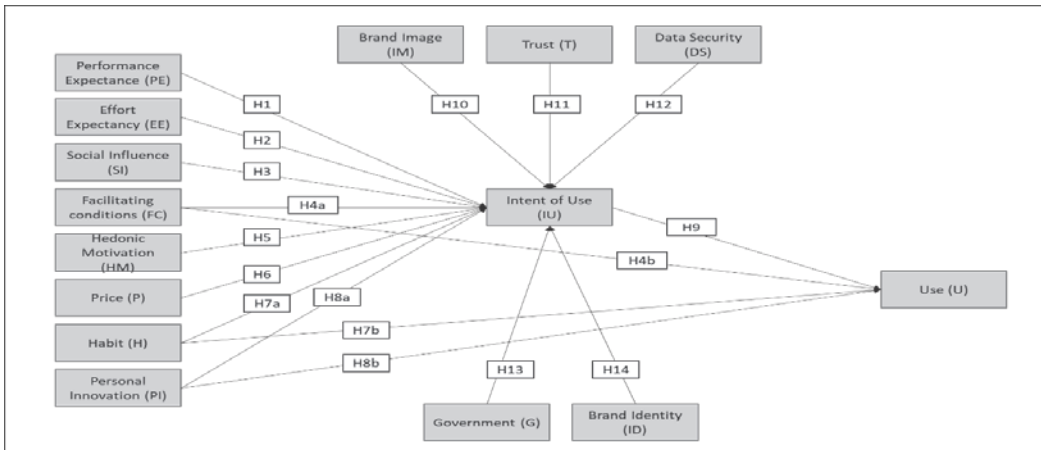 Brand Image
(IM)
Trust (T)
Data Security
(DS)
Performance
Expectance (PE)
Effort
Expectancy (EE)
Social Influence
(SI)
Facilitating
conditions (FC)
Hedonic
Motivation
(HM)
Price (P)
Habit (H)
Personal
Innovation (PI)
H1
H2
H3
H4a
H5
H6
H7a
H8a
H10
H11
H12
Intent of Use
(IU)
H9
H4b
H7b
H8b
Use (U)
H13
H14
Government (G)
Brand Identity
(ID)